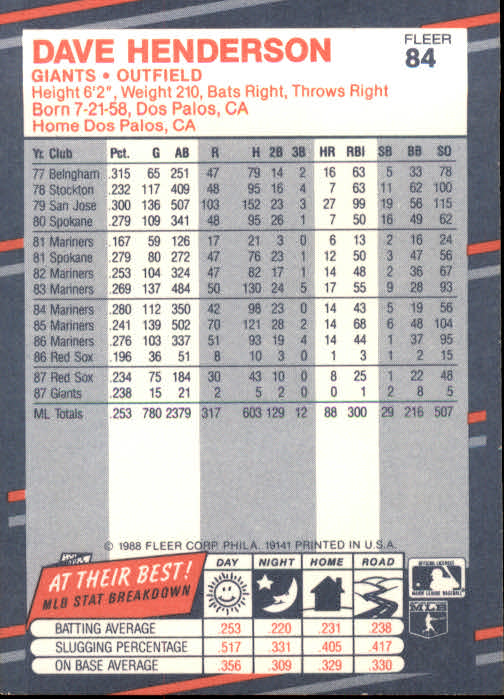 DAVE HENDERSON
FLEER
84
GIANTS • OUTFIELD
Height 6'2", Weight 210, Bats Right, Throws Right
Born 7-21-58, Dos Palos, CA
Home Dos Palos, CA
Yr. Club Pct. G AB R H 2B 3B HR RBI SB BB SO
77 Belngham .315 65 251 47 79 14 2 16 63 5 33 78
78 Stockton .232 117 409 48 95 16 4 7 63 11 62 100
79 San Jose .300 136 507 103 152 23 3 27 99 19 56 115
80 Spokane .279 109 341 48 95 26 1 7 50 16 49 62
81 Mariners .167 59 126 17 21 3 0 6 13 2 16 24
81 Spokane .279 80 272 47 76 23 1 12 50 3 47 56
82 Mariners .253 104 324 47 82 17 1 14 48 2 36 67
83 Mariners .269 137 484 50 130 24 5 17 55 9 28 93
84 Mariners .280 112 350 42 98 23 0 14 43 5 19 56
85 Mariners .241 139 502 70 121 28 2 14 68 6 48 104
86 Mariners .276 103 337 51 93 19 4 14 44 1 37 95
86 Red Sox .196 36 51 8 10 3 0 1 3 1 2 15
87 Red Sox .234 75 184 30 43 10 0 8 25 1 22 48
87 Giants .238 15 21 2 5 2 0 0 1 2 8 5
ML Totals .253 780 2379 317 603 129 12 88 300 29 216 507
© 1988 FLEER CORP. PHILA. 19141 PRINTED IN U.S.A.
AT THEIR BEST!
MLB STAT BREAKDOWN
DAY NIGHT HOME ROAD
OFFICIAL LICENSEE
MAJOR LEAGUE BASEBALL
BATTING AVERAGE .253 .220 .231 .238
SLUGGING PERCENTAGE .517 .331 .405 .417
ON BASE AVERAGE .356 .309 .329 .330